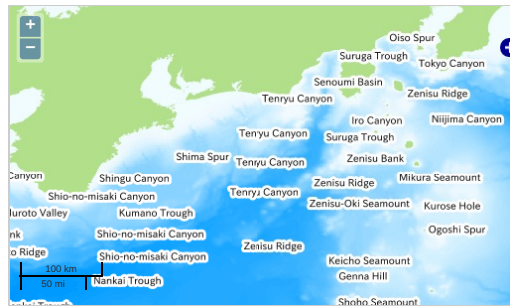 +
−
Oiso Spur
Suruga Trough
Tokyo Canyon
Senoumi Basin
Zenisu Ridge
Tenryu Canyon
Iro Canyon
Niijima Canyon
Tenryu Canyon
Suruga Trough
Shima Spur
Tenryu Canyon
Zenisu Bank
Canyon
Shingu Canyon
Mikura Seamount
Zenisu Ridge
Shio-no-misaki Canyon
Tenryu Canyon
Zenisu-Oki Seamount
Kurose Hole
Kumano Trough
Valley
Ogoshi Spur
Shio-no-misaki Canyon
Zenisu Ridge
Ridge
Shio-no-misaki Canyon
Keicho Seamount
100 km
Genna Hill
Nankai Trough
50 mi
Shoho Seamount
Trough